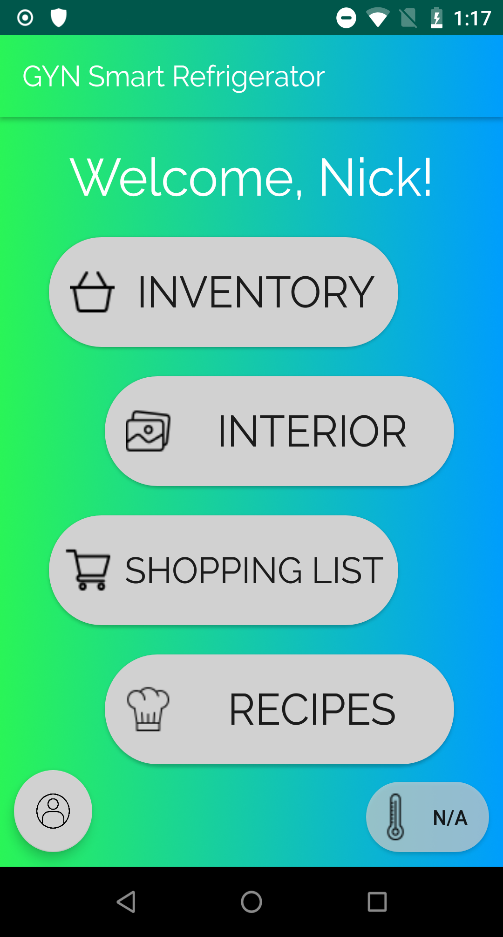 1:17
GYN Smart Refrigerator
Welcome, Nick!
INVENTORY
INTERIOR
SHOPPING LIST
RECIPES
N/A